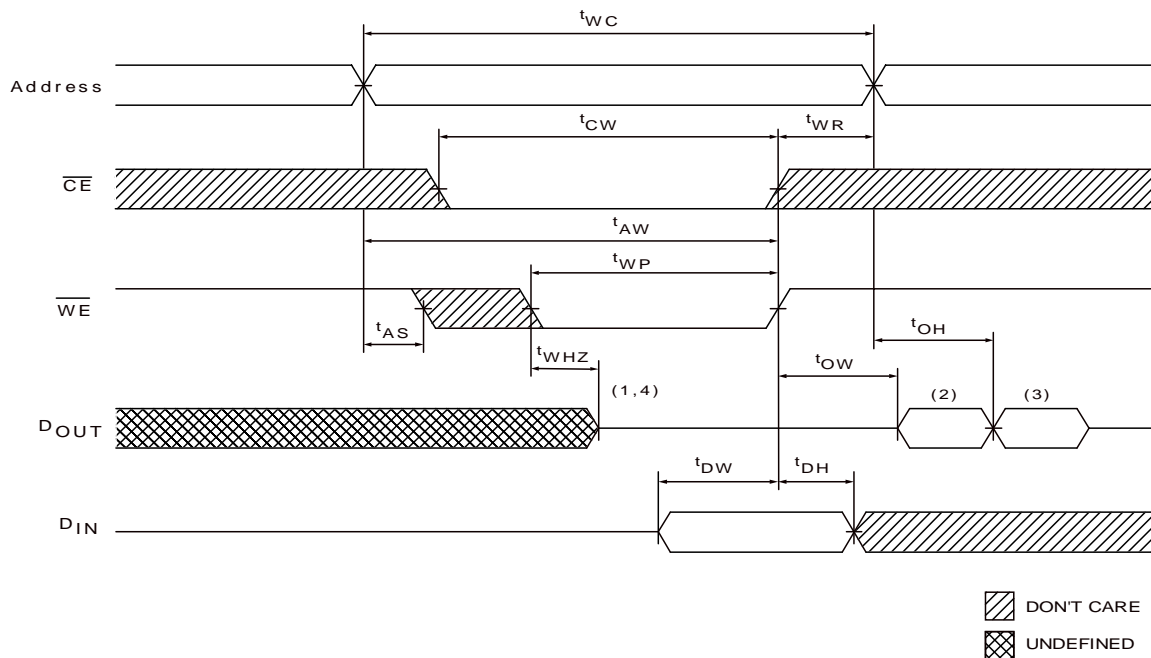 tWC
Address
tCW
tWR
CE
tAW
tWP
WE
tAS
tOH
tWHZ
tOW
(1,4)
(2)
(3)
DOUT
tDW
tDH
DIN
DON'T CARE
UNDEFINED